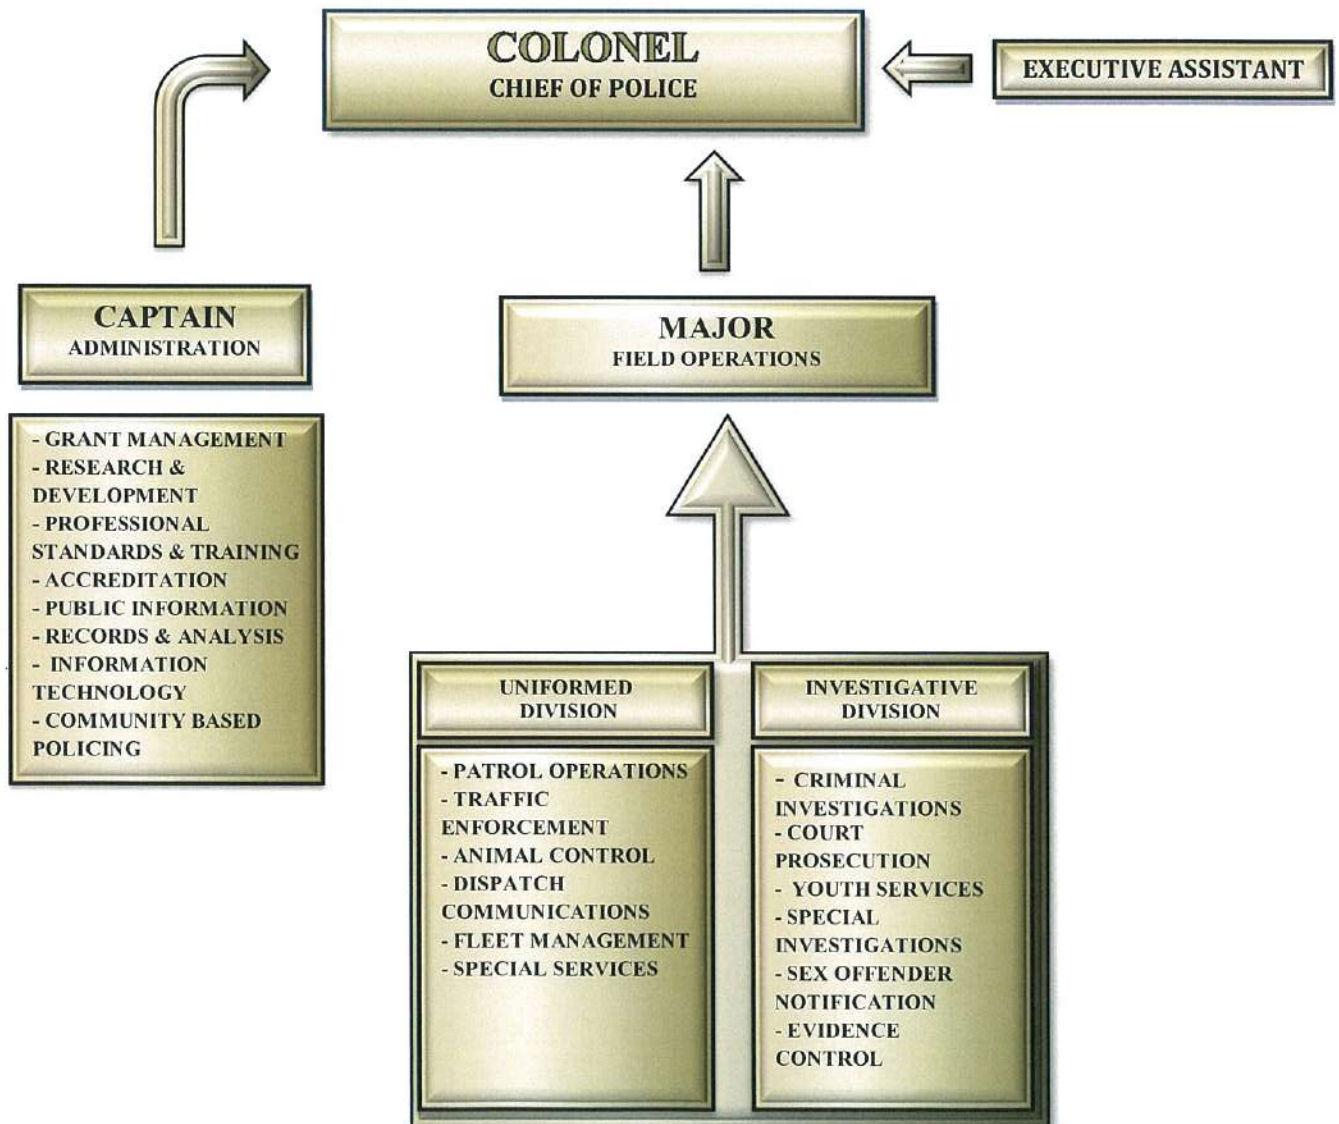 COLONEL
CHIEF OF POLICE
EXECUTIVE ASSISTANT
CAPTAIN
ADMINISTRATION
MAJOR
FIELD OPERATIONS
- GRANT MANAGEMENT
- RESEARCH &
DEVELOPMENT
- PROFESSIONAL
STANDARDS & TRAINING
- ACCREDITATION
- PUBLIC INFORMATION
- RECORDS & ANALYSIS
- INFORMATION
TECHNOLOGY
- COMMUNITY BASED
POLICING
UNIFORMED
DIVISION
- PATROL OPERATIONS
- TRAFFIC
ENFORCEMENT
- ANIMAL CONTROL
- DISPATCH
COMMUNICATIONS
- FLEET MANAGEMENT
- SPECIAL SERVICES
INVESTIGATIVE
DIVISION
- CRIMINAL
INVESTIGATIONS
- COURT
PROSECUTION
- YOUTH SERVICES
- SPECIAL
INVESTIGATIONS
- SEX OFFENDER
NOTIFICATION
- EVIDENCE
CONTROL